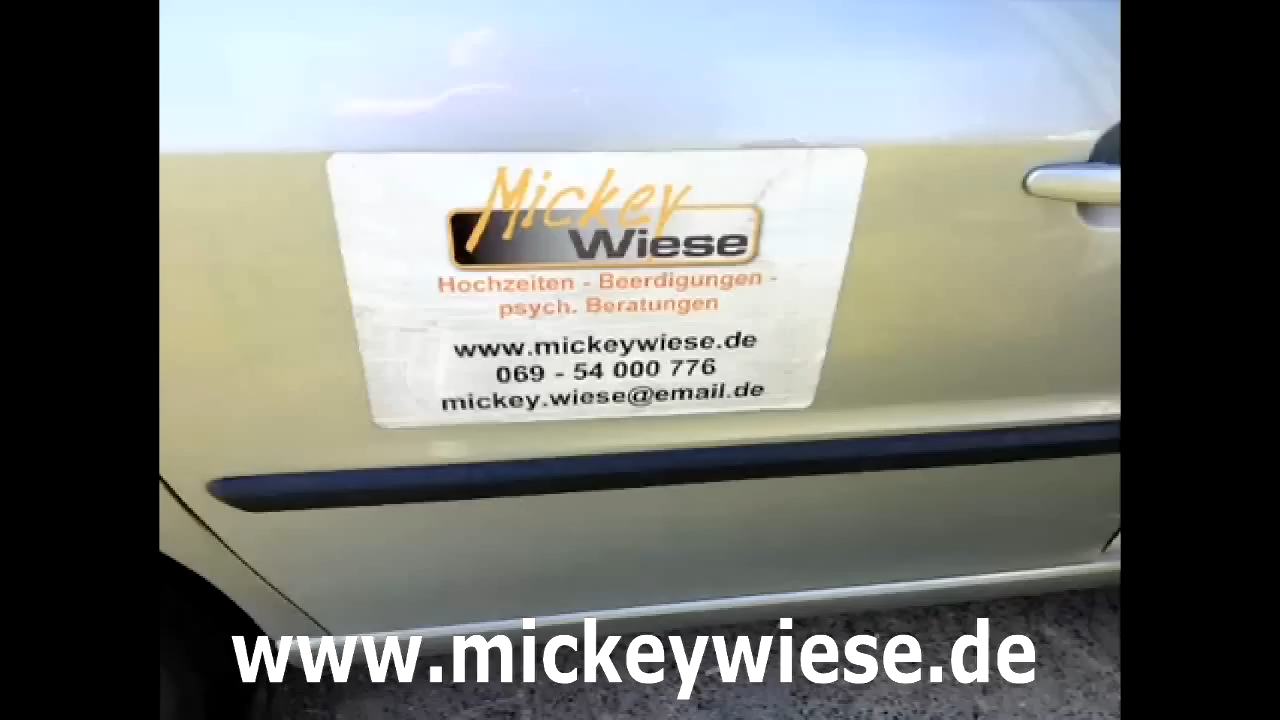 Mickey
Wiese
Hochzeiten - Beerdigungen -
psych. Beratungen
www.mickeywiese.de
069 - 54 000 776
mickey.wiese@email.de
www.mickeywiese.de